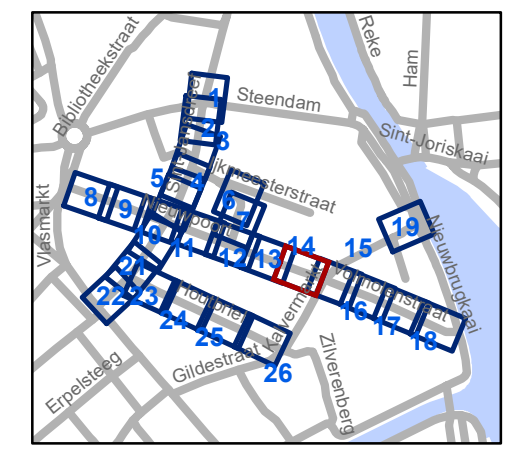 Bibliotheekstraat
Reke
Ham
Steendam
Sint-Joriskaai
1
2
3
4
5
6
7
8
9
10
11
12
13
14
15
16
17
18
19
21
22
23
24
25
26
Vlasmarkt
Nieuwpoort
Nieuwbrugkaai
Houtbriel
Kalvermarkt
Gildestraat
Zilverenberg
Erpelsteeg